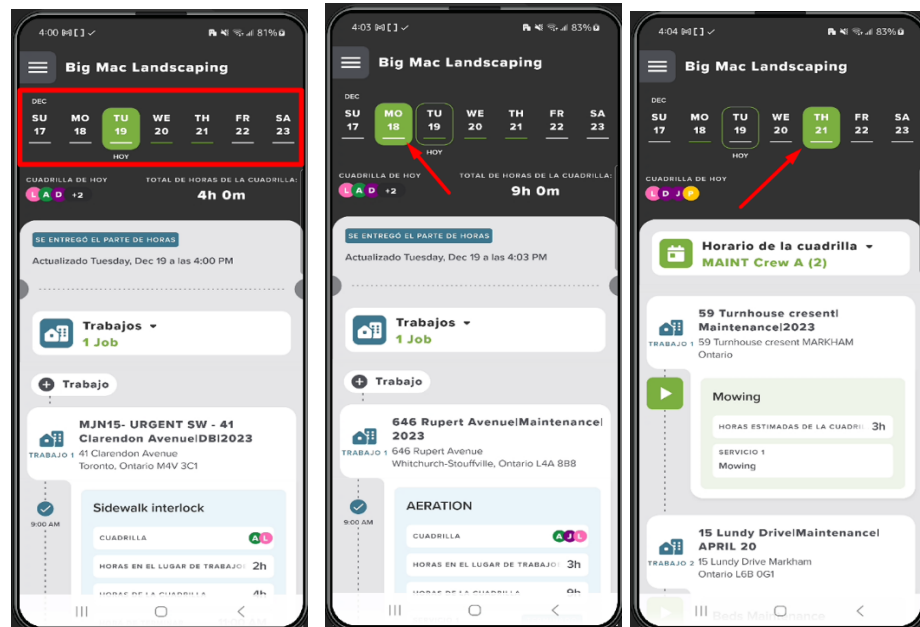 4:00
81%
Big Mac Landscaping
DEC
SU MO TU WE TH FR SA
17 18 19 20 21 22 23
HOY
CUADRILLA DE HOY TOTAL DE HORAS DE LA CUADRILLA:
L A D +2 4h 0m
SE ENTREGÓ EL PARTE DE HORAS
Actualizado Tuesday, Dec 19 a las 4:00 PM
Trabajos
1 Job
Trabajo
MJN15- URGENT SW - 41
Clarendon Avenue|DBI2023
TRABAJO 1 41 Clarendon Avenue
Toronto, Ontario M4V 3C1
Sidewalk interlock
9:00 AM
CUADRILLA A L
HORAS EN EL LUGAR DE TRABAJO: 2h
HORAS DE LA CUADRILLA 4h
4:03
83%
Big Mac Landscaping
DEC
SU MO TU WE TH FR SA
17 18 19 20 21 22 23
HOY
CUADRILLA DE HOY TOTAL DE HORAS DE LA CUADRILLA:
L A D +2 9h 0m
SE ENTREGÓ EL PARTE DE HORAS
Actualizado Tuesday, Dec 19 a las 4:03 PM
Trabajos
1 Job
Trabajo
646 Rupert Avenue|Maintenance|
2023
TRABAJO 1 646 Rupert Avenue
Whitchurch-Stouffville, Ontario L4A 8B8
AERATION
9:00 AM
CUADRILLA A J L
HORAS EN EL LUGAR DE TRABAJO: 3h
HORAS DE LA CUADRILLA 9h
4:04
83%
Big Mac Landscaping
DEC
SU MO TU WE TH FR SA
17 18 19 20 21 22 23
HOY
CUADRILLA DE HOY
L D J P
Horario de la cuadrilla
MAINT Crew A (2)
59 Turnhouse cresent|
Maintenance|2023
TRABAJO 1 59 Turnhouse cresent MARKHAM
Ontario
Mowing
HORAS ESTIMADAS DE LA CUADRI 3h
SERVICIO 1
Mowing
15 Lundy Drive|Maintenance|
APRIL 20
TRABAJO 2 15 Lundy Drive Markham
Ontario L6B 0G1
Beds Maintenance